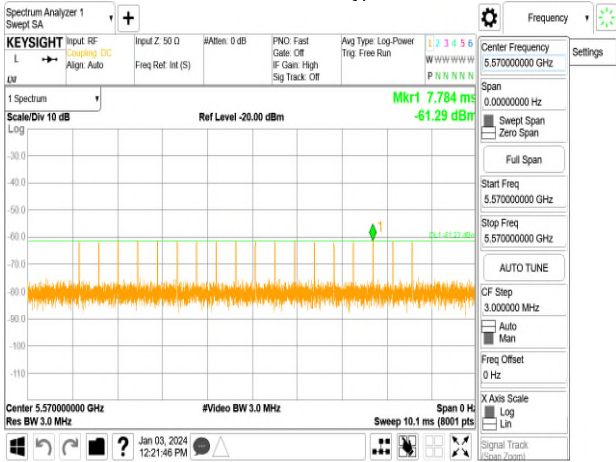 Spectrum Analyzer 1
Swept SA
+
Frequency
KEYSIGHT
Input: RF
Coupling: DC
Align: Auto
Input Z: 50 Ω
Freq Ref: Int (S)
#Atten: 0 dB
PNO: Fast
Gate: Off
IF Gain: High
Sig Track: Off
Avg Type: Log-Power
Trig: Free Run
1 2 3 4 5 6
W W W W W W
P N N N N N
L
Center Frequency
5.570000000 GHz
Settings
Span
0.00000000 Hz
Swept Span
Zero Span
Full Span
Start Freq
5.570000000 GHz
Stop Freq
5.570000000 GHz
AUTO TUNE
CF Step
3.000000 MHz
Auto
Man
Freq Offset
0 Hz
X Axis Scale
Log
Lin
Signal Track
(Span Zoom)
1 Spectrum
Mkr1 7.784 ms
-61.29 dBm
Scale/Div 10 dB
Ref Level -20.00 dBm
Log
-30.0
-40.0
-50.0
-60.0
-70.0
-80.0
-90.0
-100
-110
1
Center 5.570000000 GHz
Res BW 3.0 MHz
#Video BW 3.0 MHz
Span 0 Hz
Sweep 10.1 ms (8001 pts
?
Jan 03, 2024
12:21:46 PM